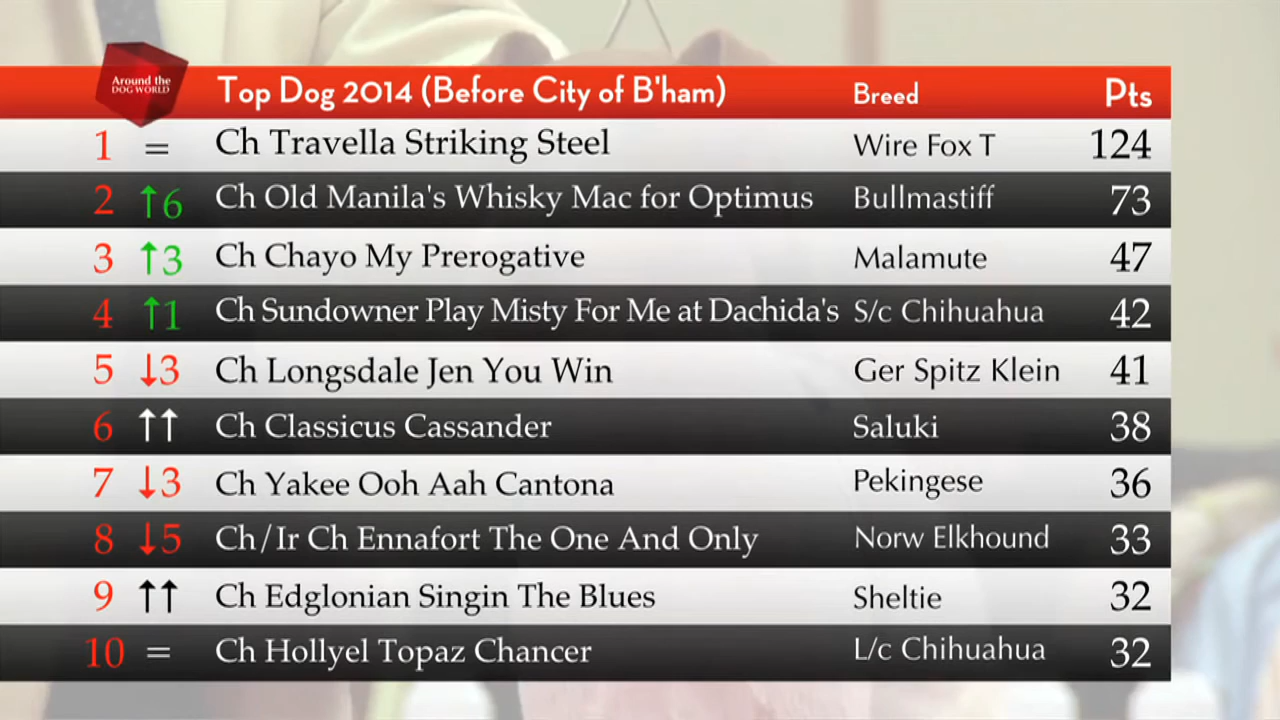 Around the
DOG WORLD
Top Dog 2014 (Before City of B'ham) Breed Pts
1 = Ch Travella Striking Steel Wire Fox T 124
2 ↑6 Ch Old Manila's Whisky Mac for Optimus Bullmastiff 73
3 ↑3 Ch Chayo My Prerogative Malamute 47
4 ↑1 Ch Sundowner Play Misty For Me at Dachida's S/c Chihuahua 42
5 ↓3 Ch Longsdale Jen You Win Ger Spitz Klein 41
6 ↑↑ Ch Classicus Cassander Saluki 38
7 ↓3 Ch Yakee Ooh Aah Cantona Pekingese 36
8 ↓5 Ch/Ir Ch Ennafort The One And Only Norw Elkhound 33
9 ↑↑ Ch Edglonian Singin The Blues Sheltie 32
10 = Ch Hollyel Topaz Chancer L/c Chihuahua 32